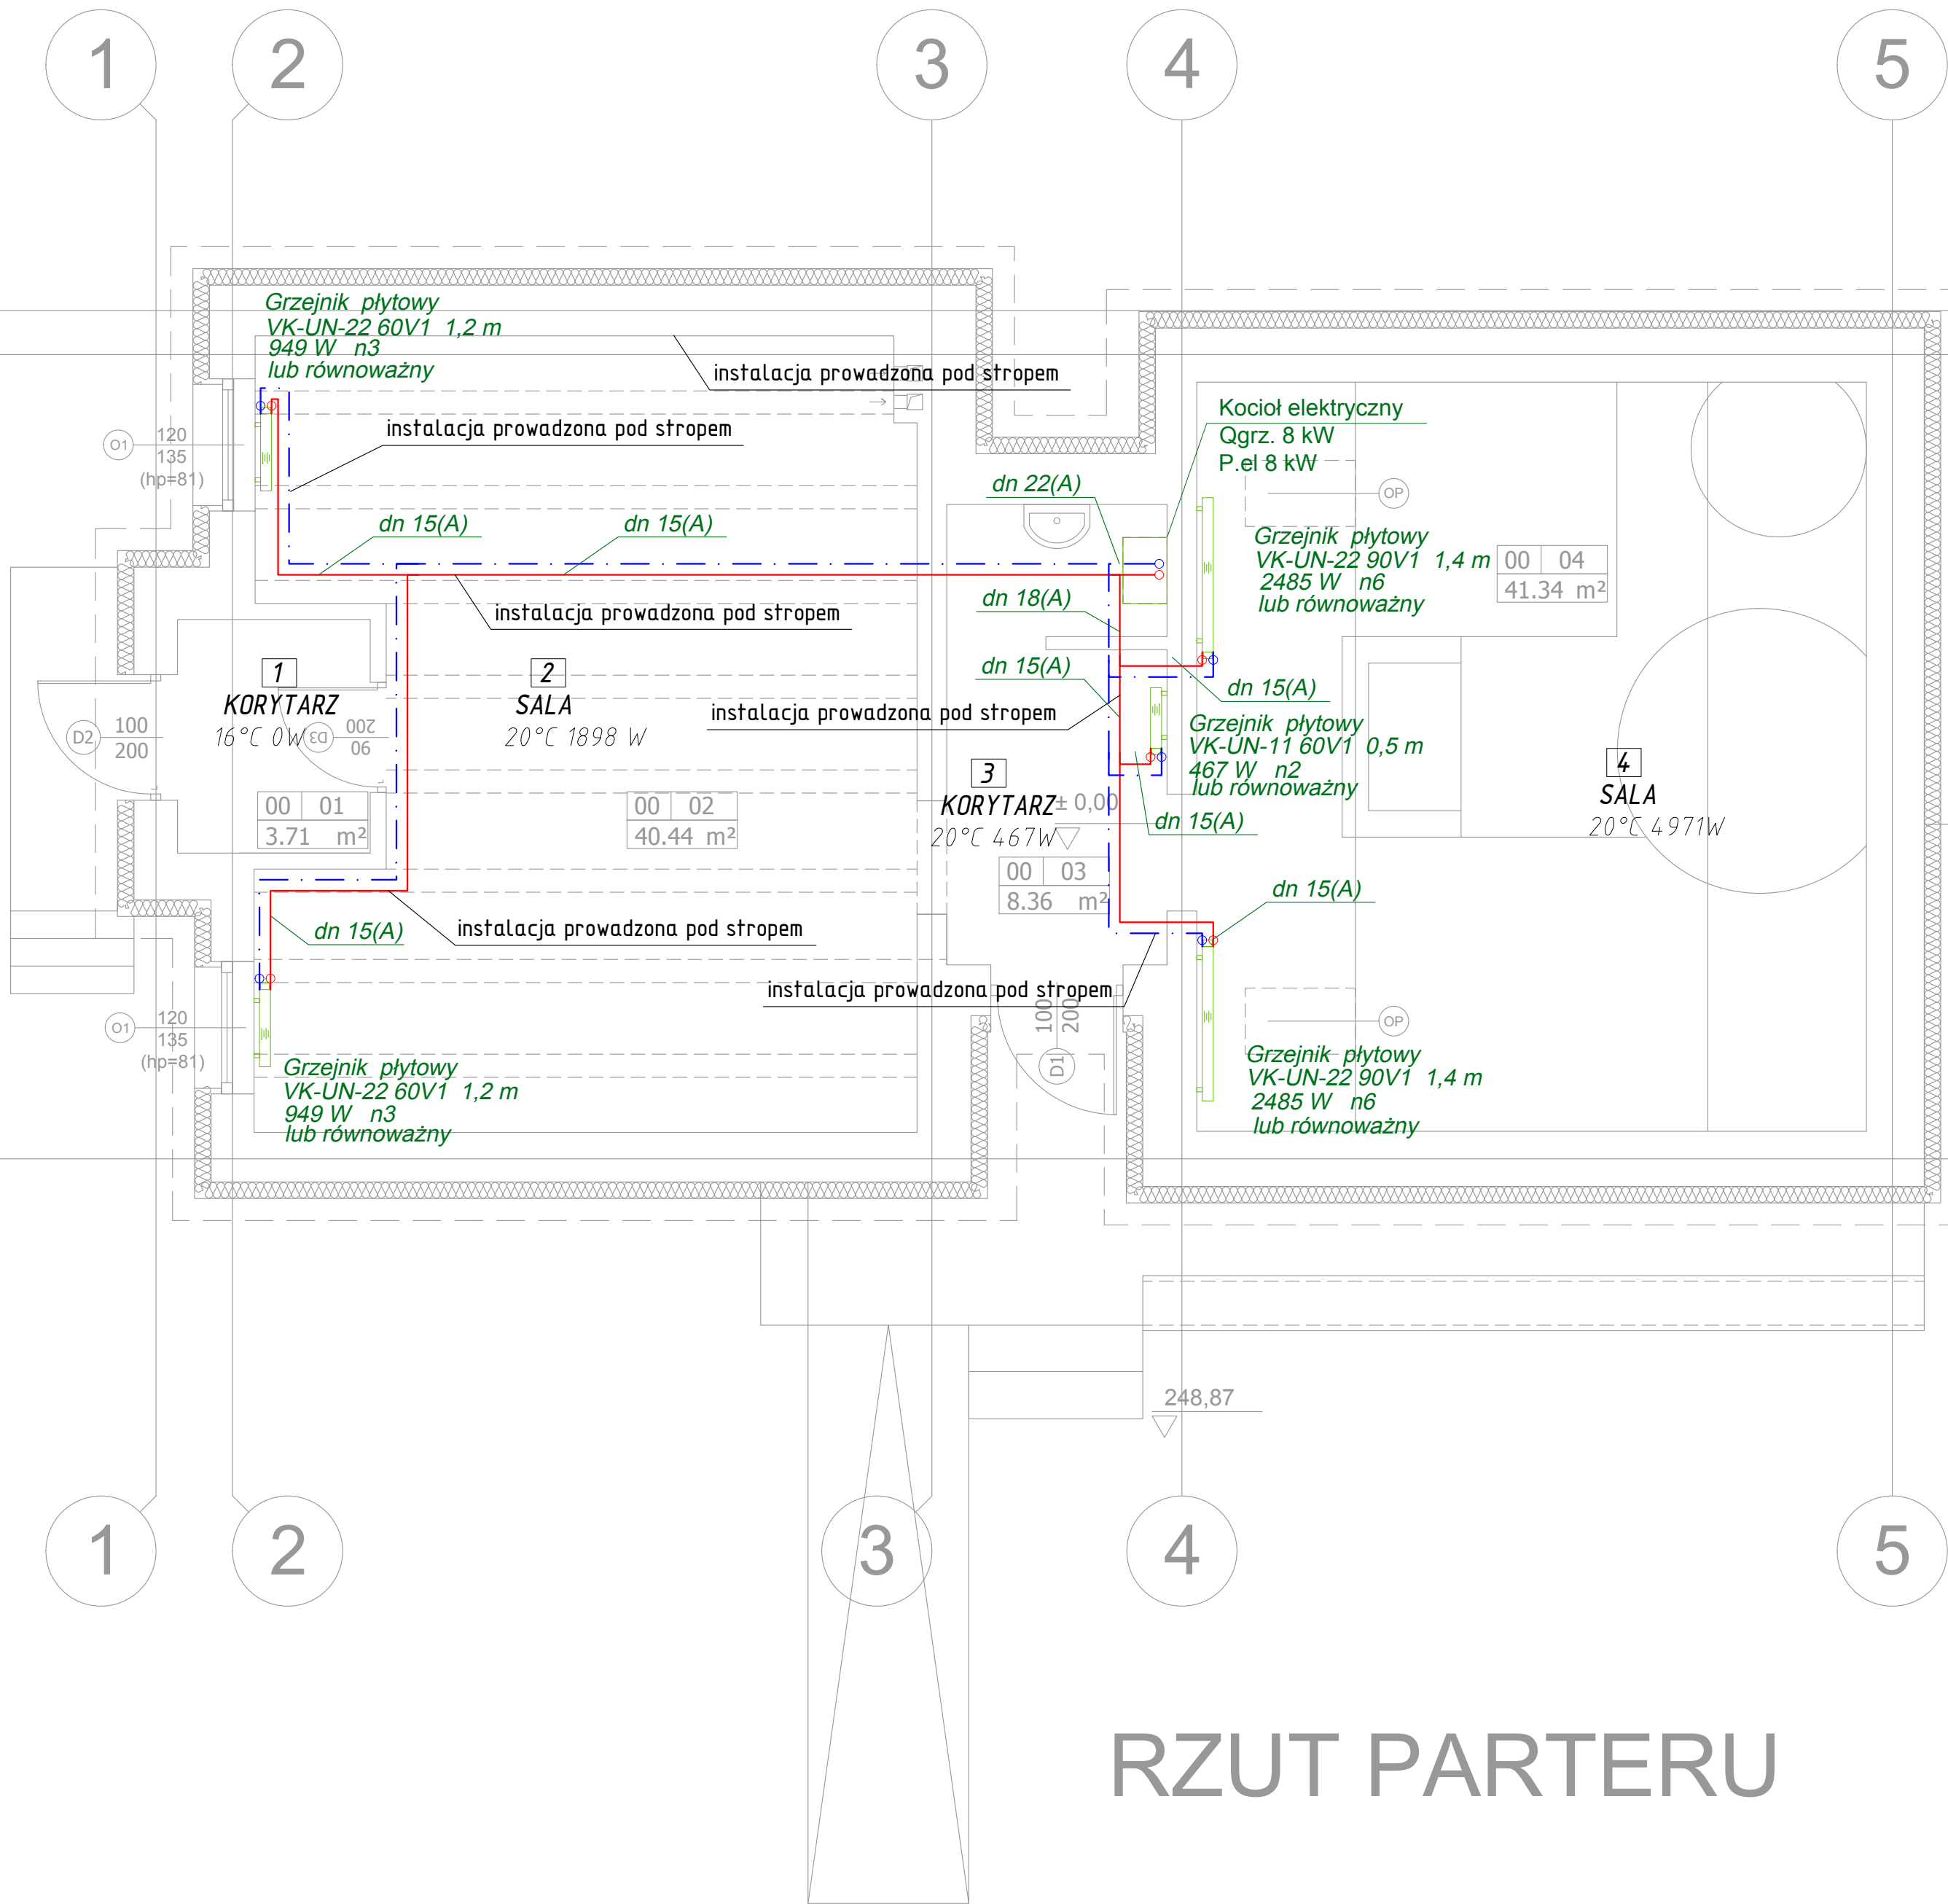 1
2
3
4
5
Grzejnik płytowy
VK-UN-22 60V1 1,2 m
949 W n3
lub równoważny
instalacja prowadzona pod stropem
instalacja prowadzona pod stropem
O1
120
135
(hp=81)
Kocioł elektryczny
Qgrz. 8 kW
P.el 8 kW
OP
dn 22(A)
dn 15(A)
dn 15(A)
Grzejnik płytowy
VK-UN-22 90V1 1,4 m
2485 W n6
lub równoważny
00 04
41.34 m²
dn 18(A)
instalacja prowadzona pod stropem
dn 15(A)
dn 15(A)
1
KORYTARZ
16°C 0W
2
SALA
20°C 1898 W
instalacja prowadzona pod stropem
D2
100
200
D3
90
200
Grzejnik płytowy
VK-UN-11 60V1 0,5 m
467 W n2
lub równoważny
3
KORYTARZ
20°C 467W
± 0,00
4
SALA
20°C 4971W
00 01
3.71 m²
00 02
40.44 m²
dn 15(A)
00 03
8.36 m²
dn 15(A)
dn 15(A)
instalacja prowadzona pod stropem
instalacja prowadzona pod stropem
O1
120
135
(hp=81)
100
200
D1
OP
Grzejnik płytowy
VK-UN-22 60V1 1,2 m
949 W n3
lub równoważny
Grzejnik płytowy
VK-UN-22 90V1 1,4 m
2485 W n6
lub równoważny
248,87
1
2
3
4
5
RZUT PARTERU